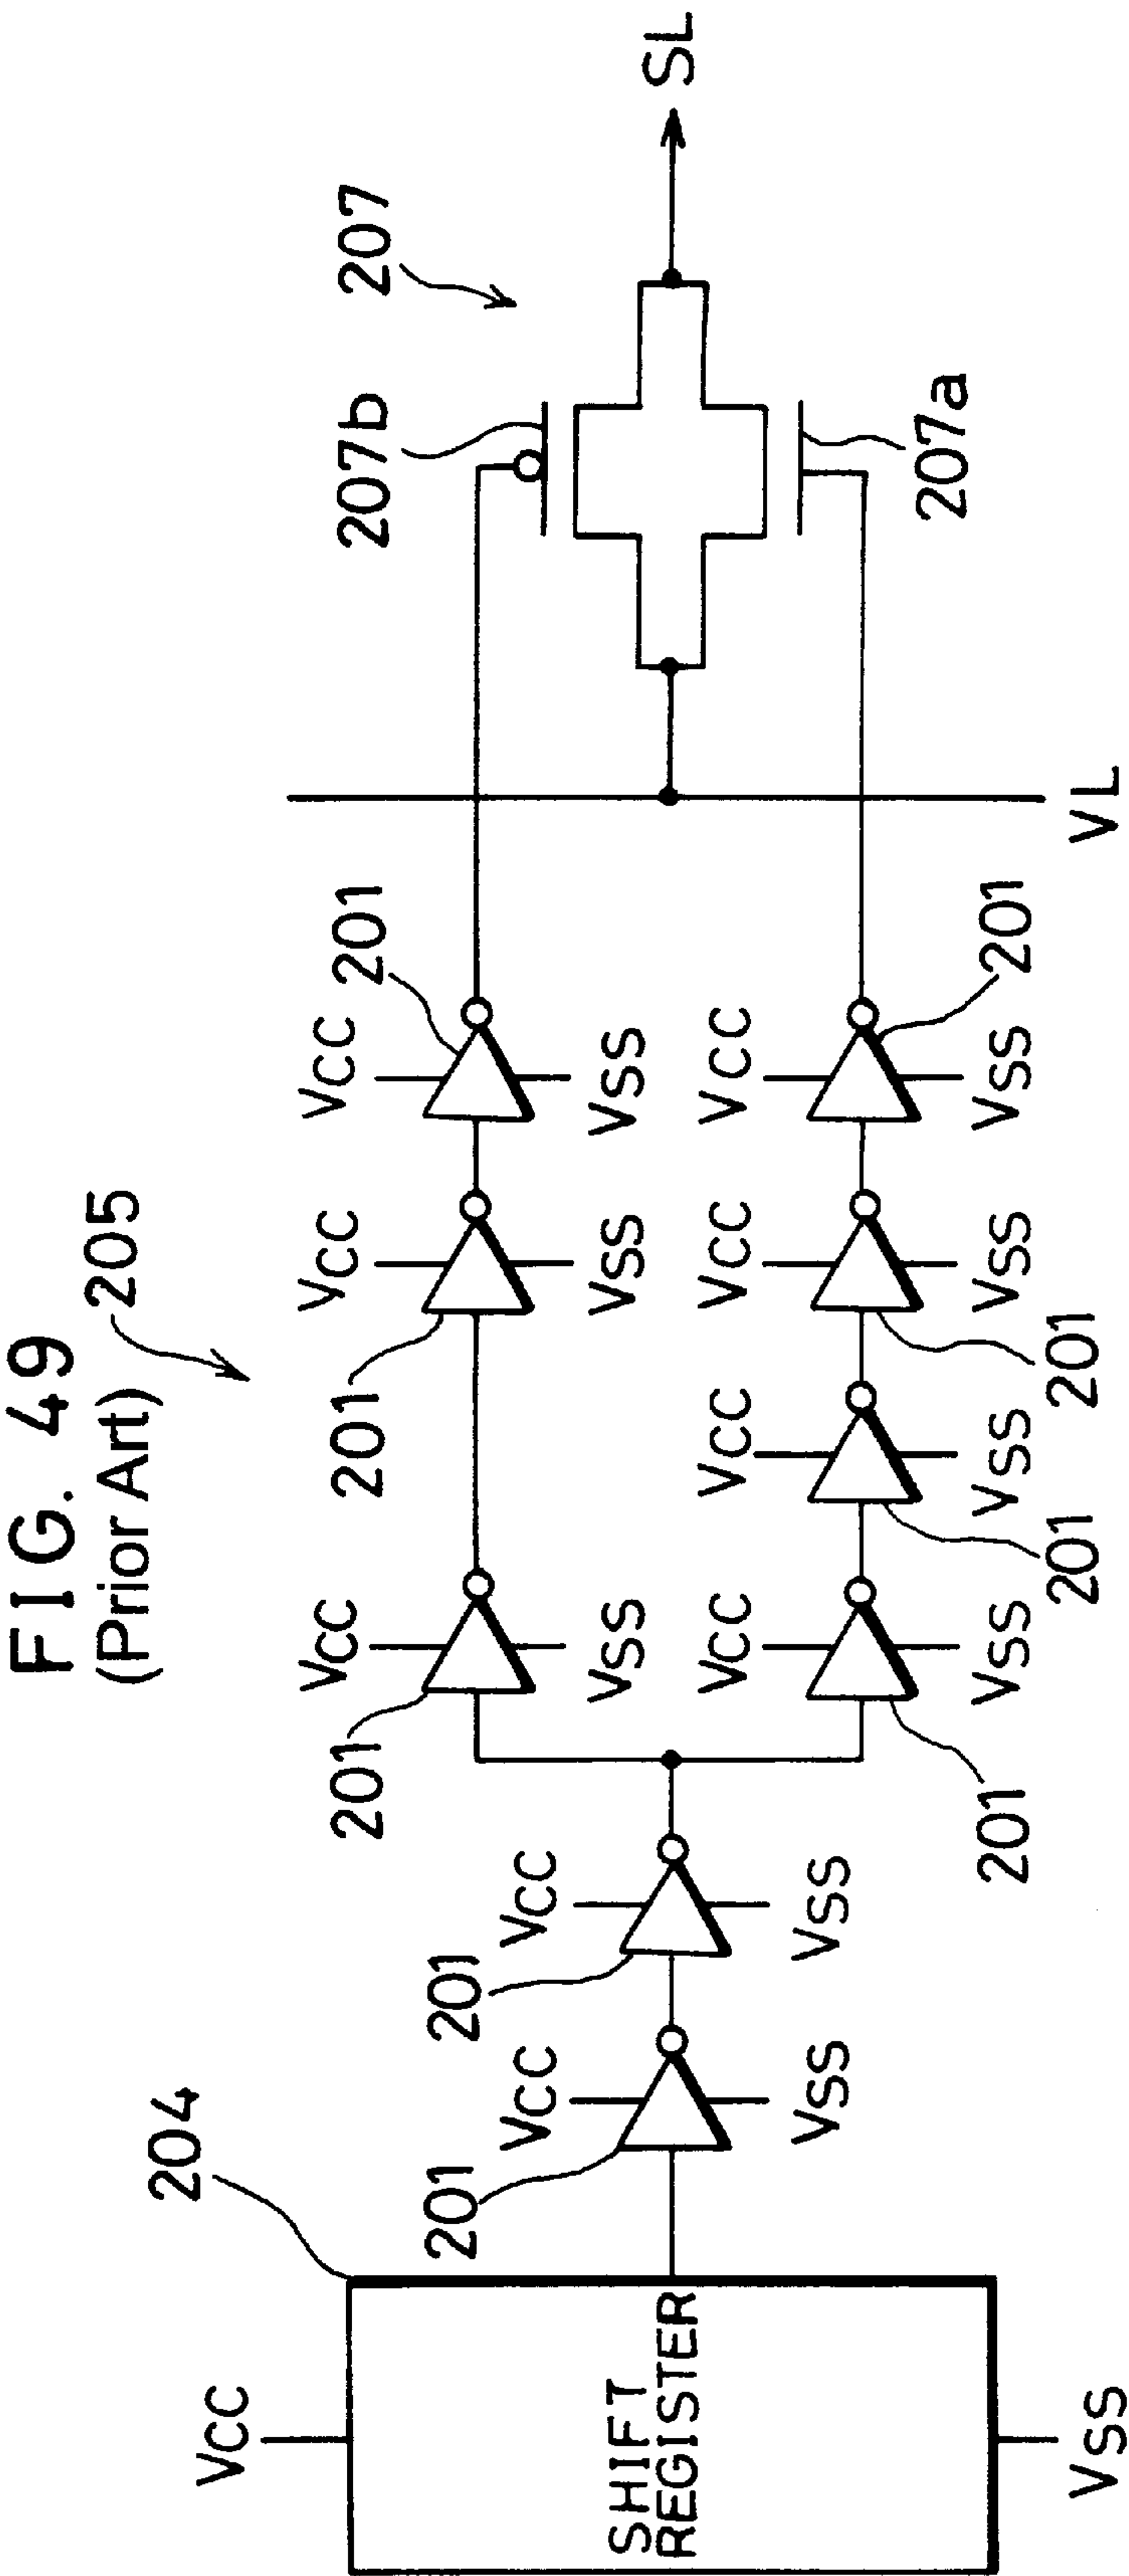 FIG. 49
(Prior Art)
205
204
VCC
SHIFT
REGISTER
VSS
201
VCC
VSS
201
VCC
VSS
201
VCC
VSS
201
VCC
VSS
201
VCC
VSS
201
VCC
VSS
201
VCC
VSS
201
VCC
VSS
201
VCC
VSS
VL
207b
207
207a
SL